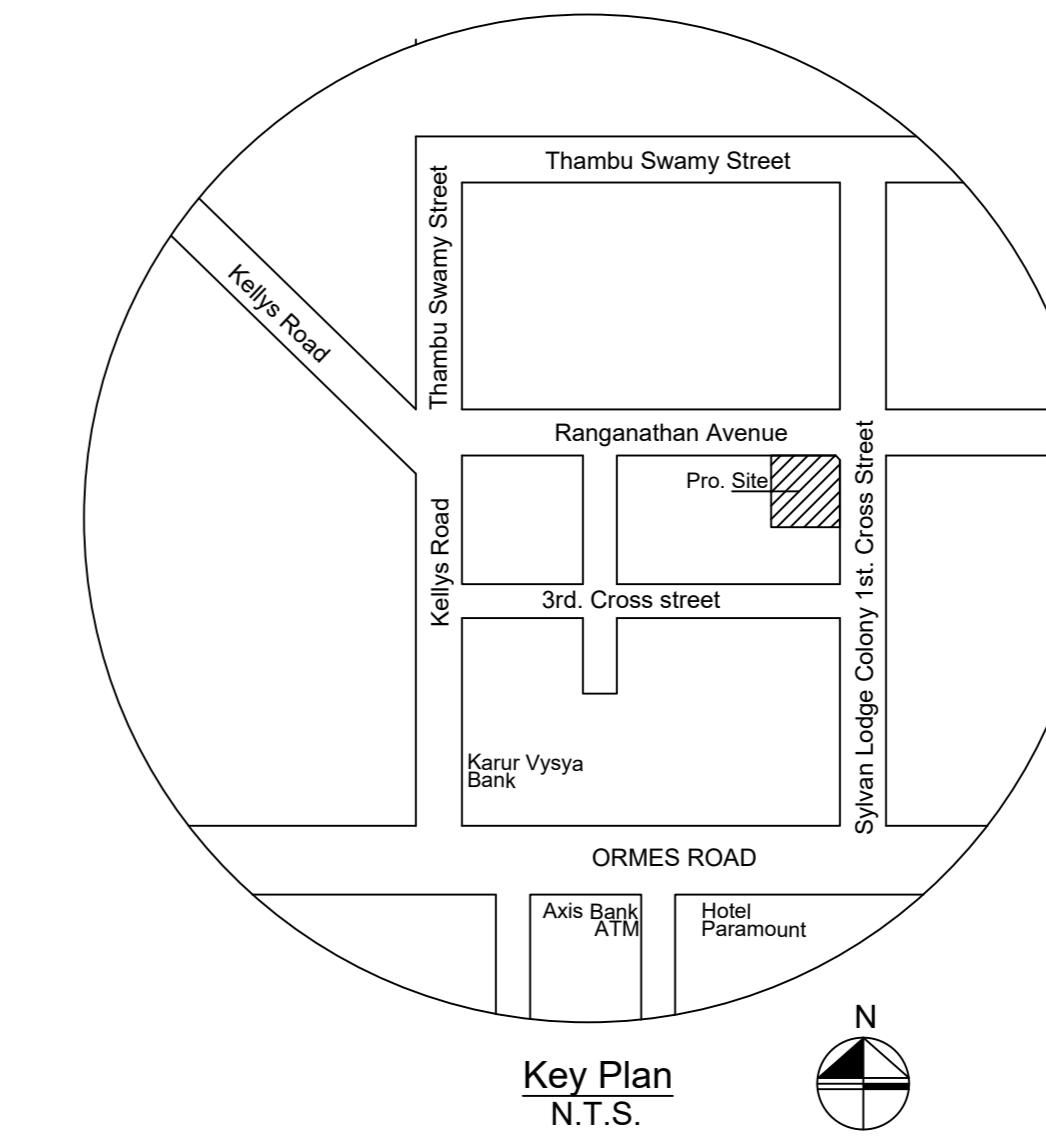 Thambu Swamy Street
Thambu Swamy Street
Kellys Road
Ranganathan Avenue
Pro. Site
Sylvan Lodge Colony 1st. Cross Street
Kellys Road
3rd. Cross street
Karur Vysya
Bank
ORMES ROAD
Axis Bank
ATM
Hotel
Paramount
N
Key Plan
N.T.S.